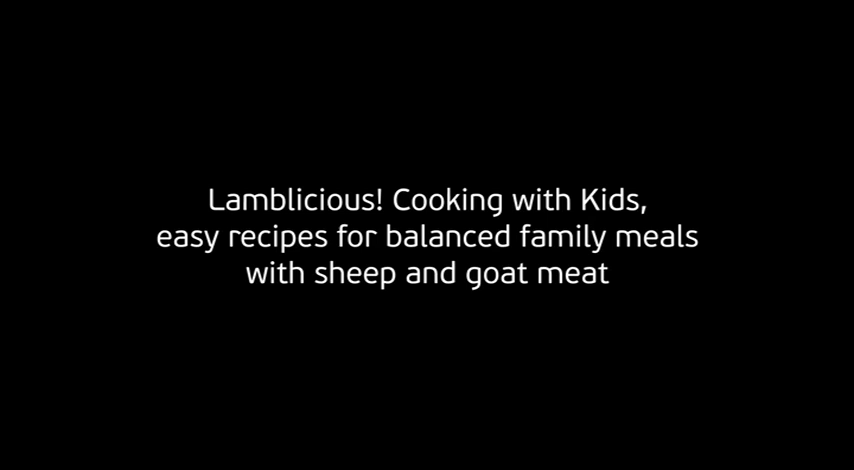 Lamblicious! Cooking with Kids,
easy recipes for balanced family meals
with sheep and goat meat